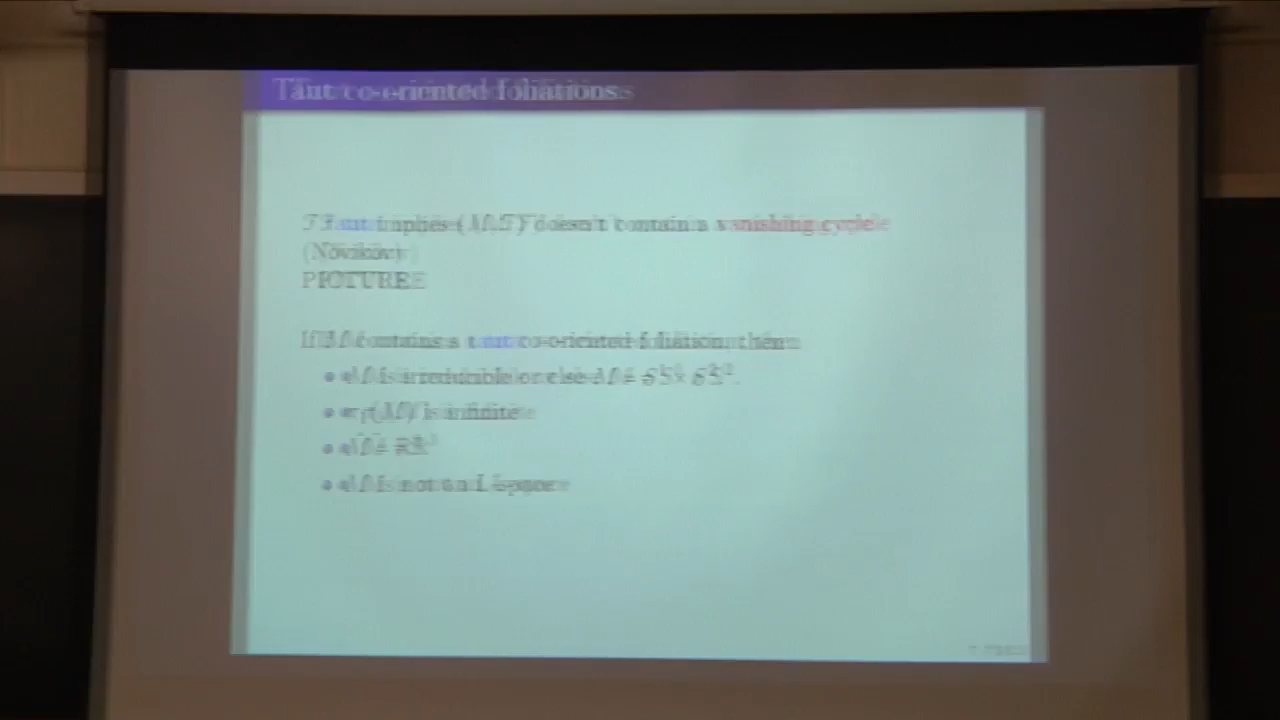 Taut co-oriented foliations
F taut implies (M, F) doesn't contain a vanishing cycle
(Novikov)
PICTURE
If M contains a taut co-oriented foliation, then
• M is irreducible or else M = S¹ × S².
• π₁(M) is infinite
• M̃ = ℝ³
• M is not an L-space